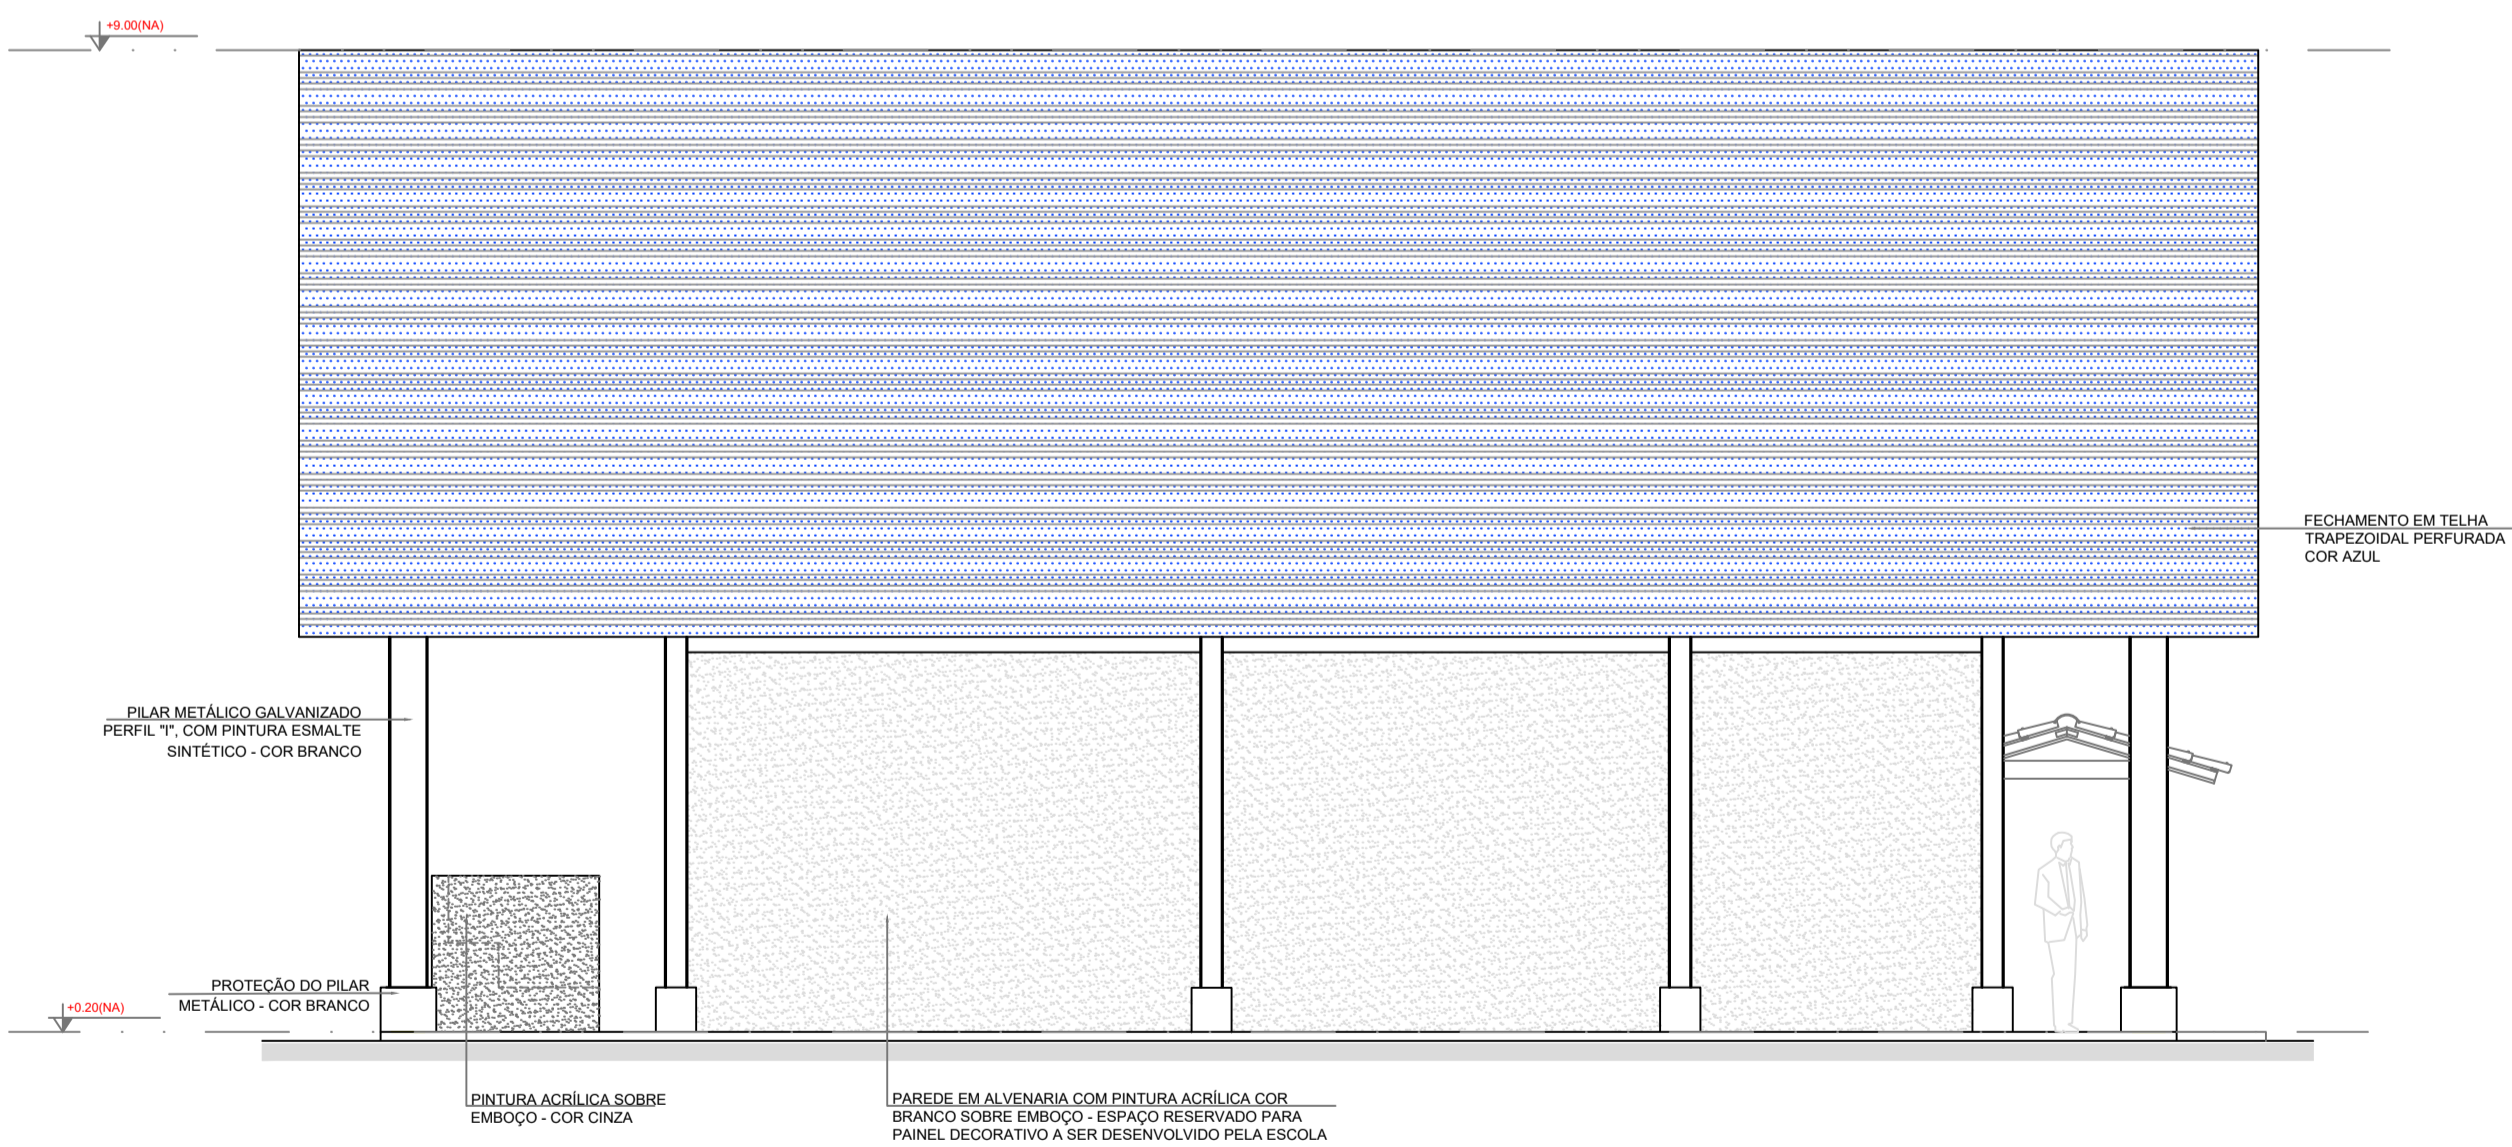 +9.00(NA)
FECHAMENTO EM TELHA
TRAPEZOIDAL PERFURADA
COR AZUL
PILAR METÁLICO GALVANIZADO
PERFIL "I", COM PINTURA ESMALTE
SINTÉTICO - COR BRANCO
PROTEÇÃO DO PILAR
METÁLICO - COR BRANCO
+0.20(NA)
PINTURA ACRÍLICA SOBRE
EMBOÇO - COR CINZA
PAREDE EM ALVENARIA COM PINTURA ACRÍLICA COR
BRANCO SOBRE EMBOÇO - ESPAÇO RESERVADO PARA
PAINEL DECORATIVO A SER DESENVOLVIDO PELA ESCOLA